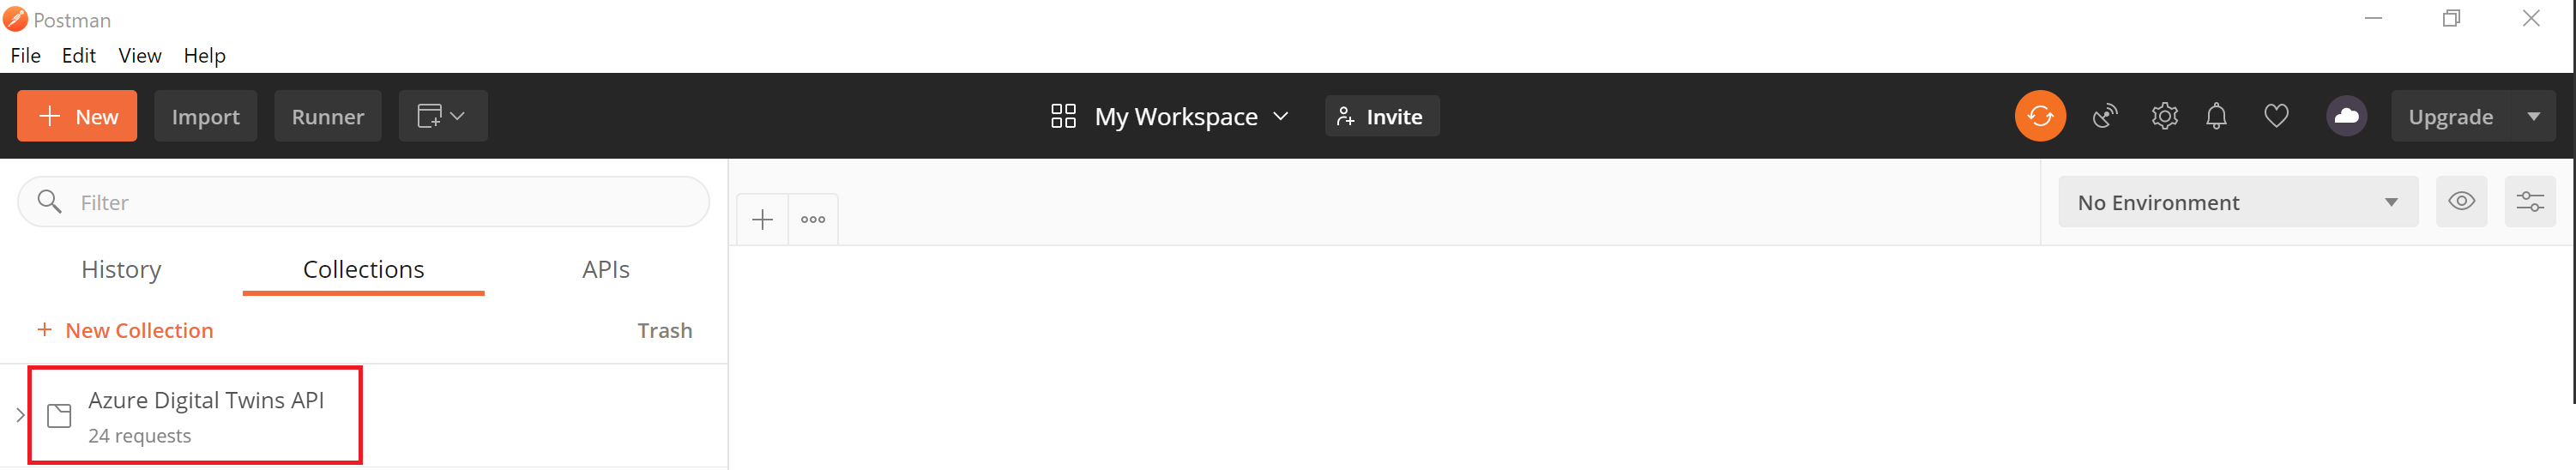 Postman
File Edit View Help
New Import Runner My Workspace Invite Upgrade
Filter
No Environment
History Collections APIs
+ New Collection Trash
Azure Digital Twins API
24 requests